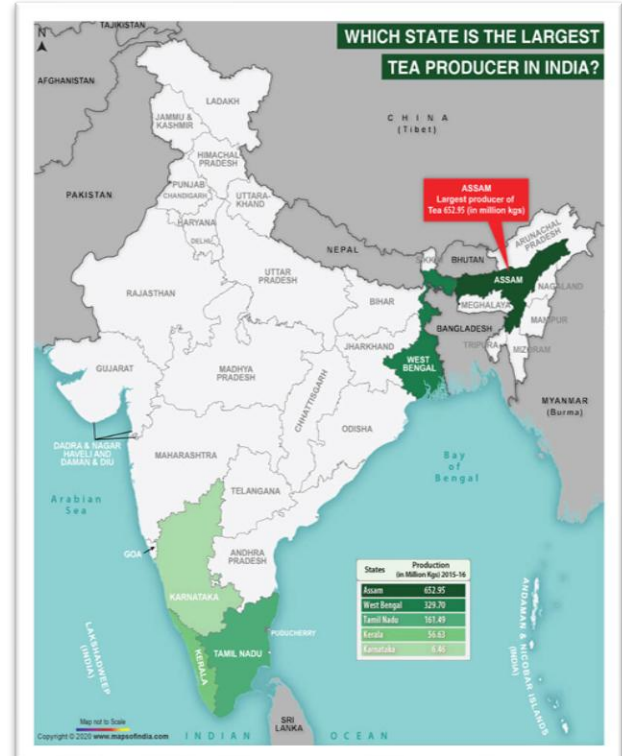 WHICH STATE IS THE LARGEST
TEA PRODUCER IN INDIA?
N
TAJIKISTAN
AFGHANISTAN
LADAKH
JAMMU &
KASHMIR
CHINA
(Tibet)
HIMACHAL
PRADESH
PAKISTAN
PUNJAB
CHANDIGARH
UTTARA-
KHAND
HARYANA
DELHI
ASSAM
Largest producer of
Tea 652.95 (in million kgs)
ARUNACHAL
PRADESH
NEPAL
BHUTAN
ASSAM
NAGALAND
RAJASTHAN
UTTAR
PRADESH
BIHAR
MEGHALAYA
MANIPUR
BANGLADESH
TRIPURA
MIZORAM
GUJARAT
MADHYA
PRADESH
JHARKHAND
WEST
BENGAL
CHHATTISGARH
MYANMAR
(Burma)
ODISHA
DADRA & NAGAR
HAVELI AND
DAMAN & DIU
MAHARASHTRA
Bay
of
Bengal
Arabian
Sea
TELANGANA
GOA
ANDHRA
PRADESH
KARNATAKA
States Production
(in Million Kgs) 2015-16
Assam 652.95
West Bengal 329.70
Tamil Nadu 161.49
Kerala 56.63
Karnataka 6.46
ANDAMAN & NICOBAR ISLANDS
(INDIA)
LAKSHADWEEP
(INDIA)
PUDUCHERRY
KERALA
TAMIL NADU
SRI
LANKA
Map not to Scale
Copyright © 2020 www.mapsofindia.com
INDIAN OCEAN